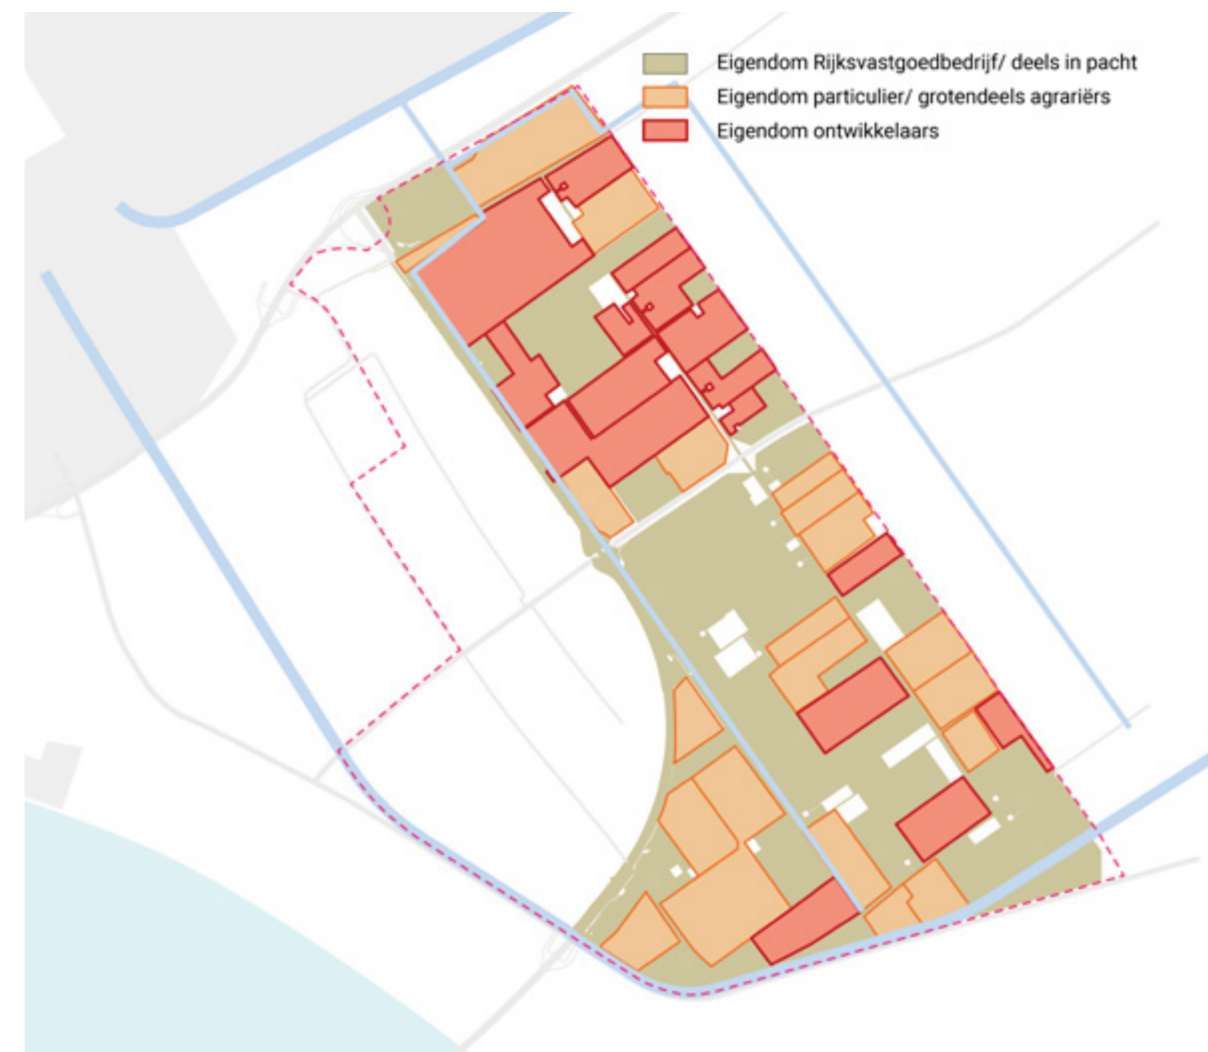 Eigendom Rijksvastgoedbedrijf/ deels in pacht
Eigendom particulier/ grotendeels agrariërs
Eigendom ontwikkelaars